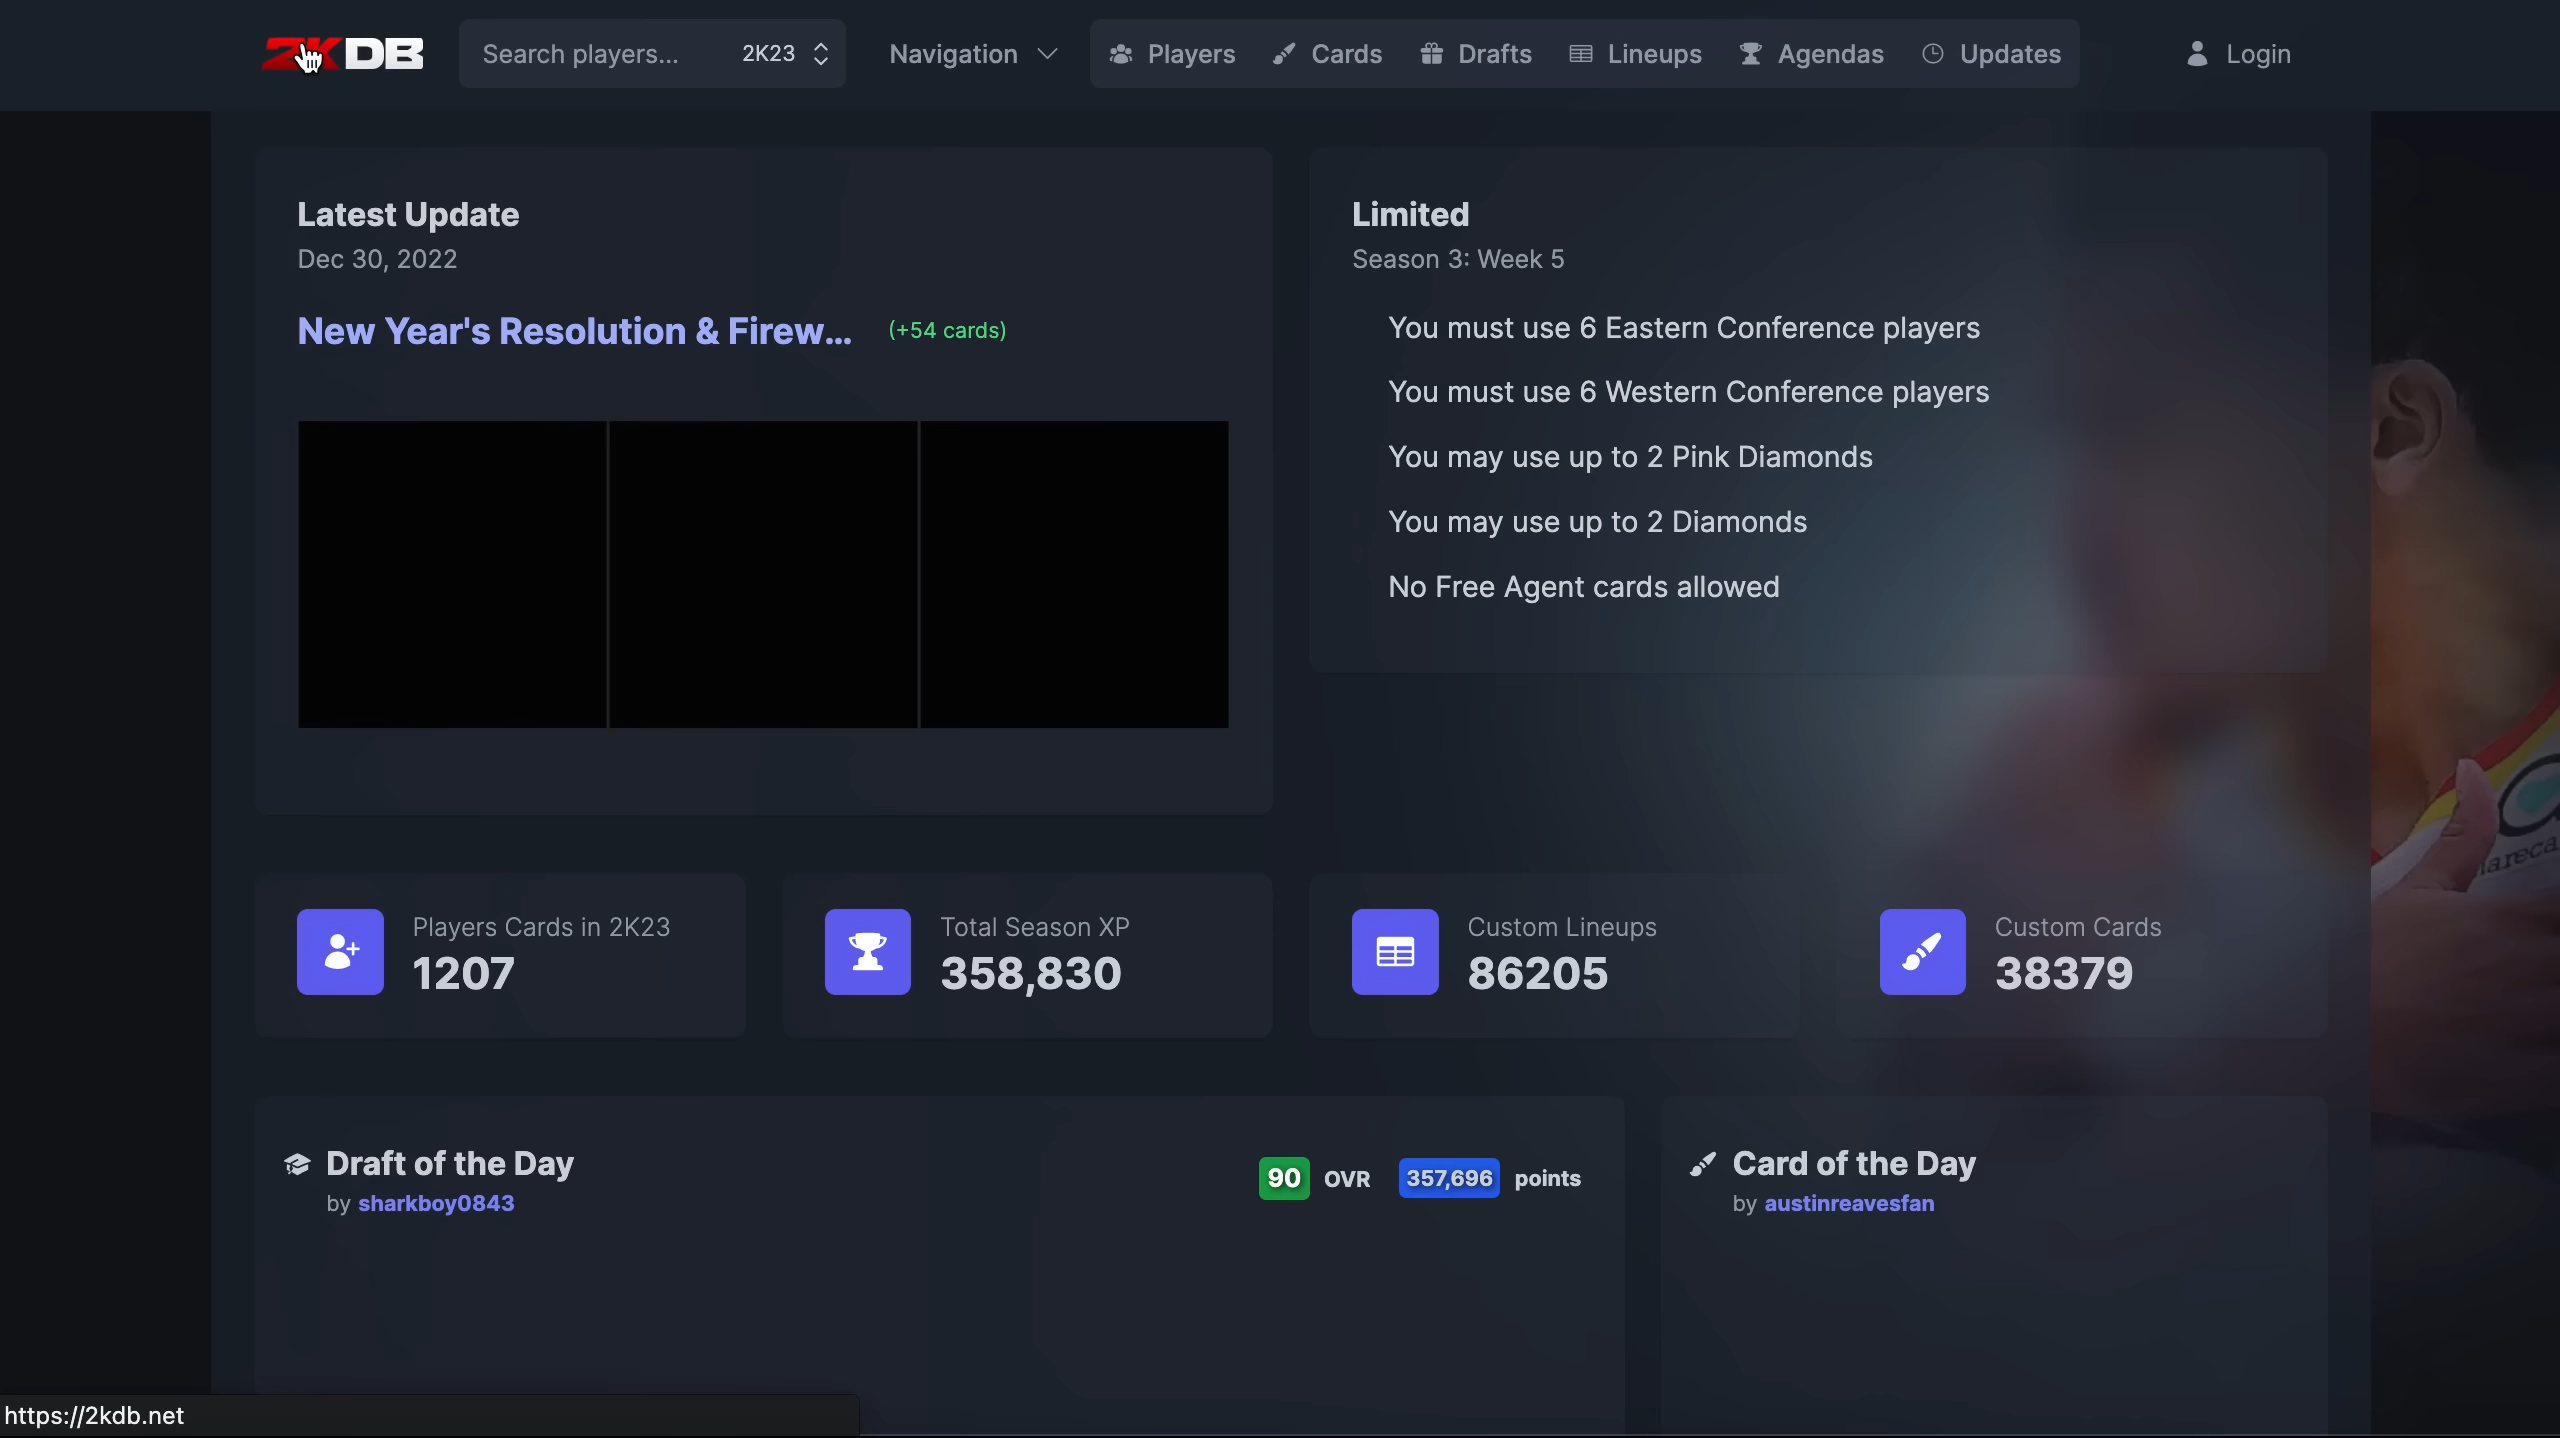 2KDB
Search players...
2K23
Navigation
Players
Cards
Drafts
Lineups
Agendas
Updates
Login
Latest Update
Dec 30, 2022
New Year's Resolution & Firew...
(+54 cards)
Limited
Season 3: Week 5
You must use 6 Eastern Conference players
You must use 6 Western Conference players
You may use up to 2 Pink Diamonds
You may use up to 2 Diamonds
No Free Agent cards allowed
Players Cards in 2K23
1207
Total Season XP
358,830
Custom Lineups
86205
Custom Cards
38379
Draft of the Day
by sharkboy0843
90 OVR
357,696 points
Card of the Day
by austinreavesfan
https://2kdb.net